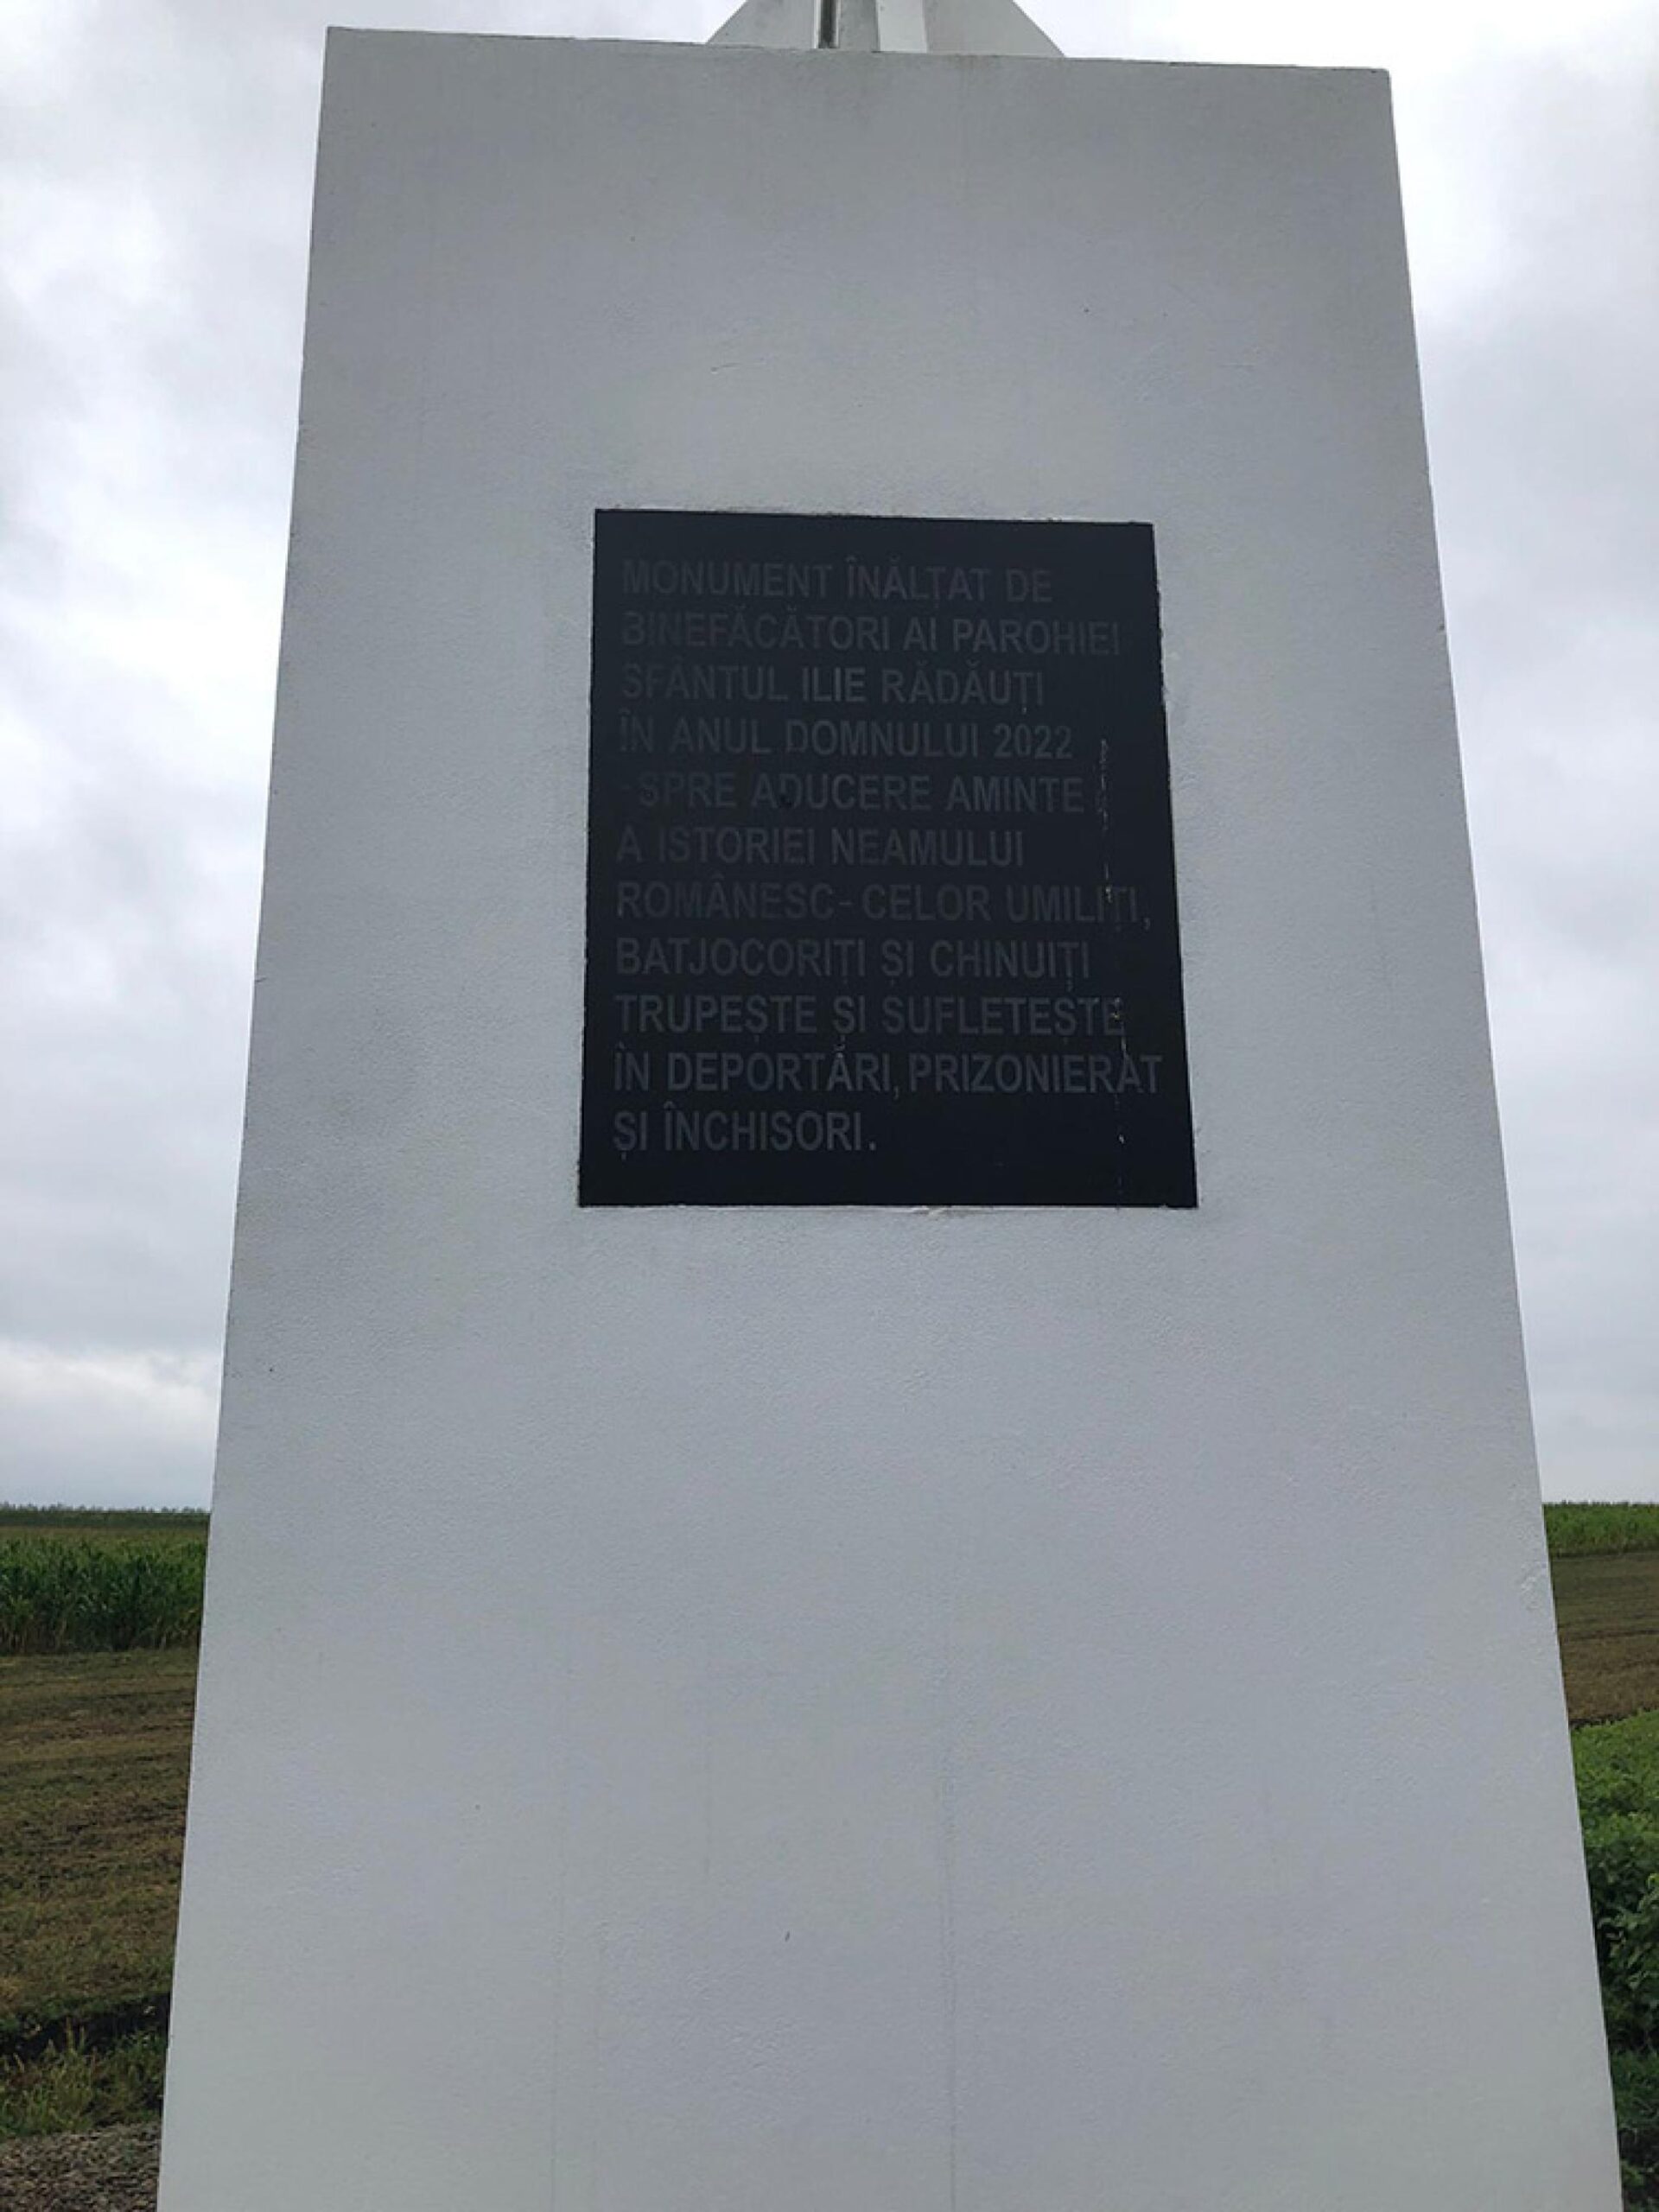 MONUMENT ÎNĂLȚAT DE
BINEFĂCĂTORI AI PAROHIEI
SFÂNTUL ILIE RĂDĂUȚI
ÎN ANUL DOMNULUI 2022
-SPRE ADUCERE AMINTE
A ISTORIEI NEAMULUI
ROMÂNESC- CELOR UMILIȚI,
BATJOCORIȚI ȘI CHINUIȚI
TRUPEȘTE ȘI SUFLETEȘTE
ÎN DEPORTĂRI, PRIZONIERAT
ȘI ÎNCHISORI.